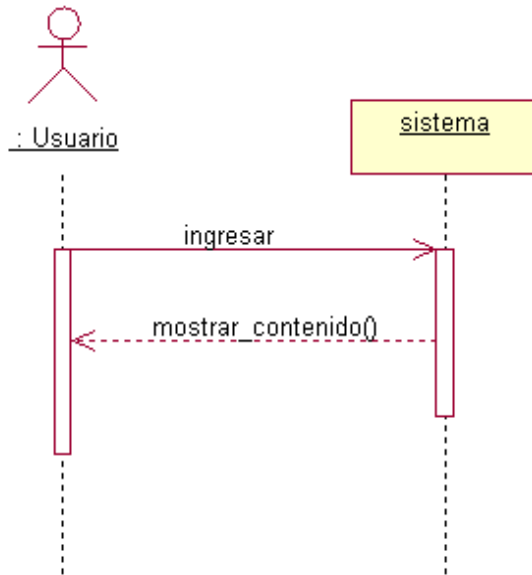 : Usuario
sistema
ingresar
mostrar_contenido()